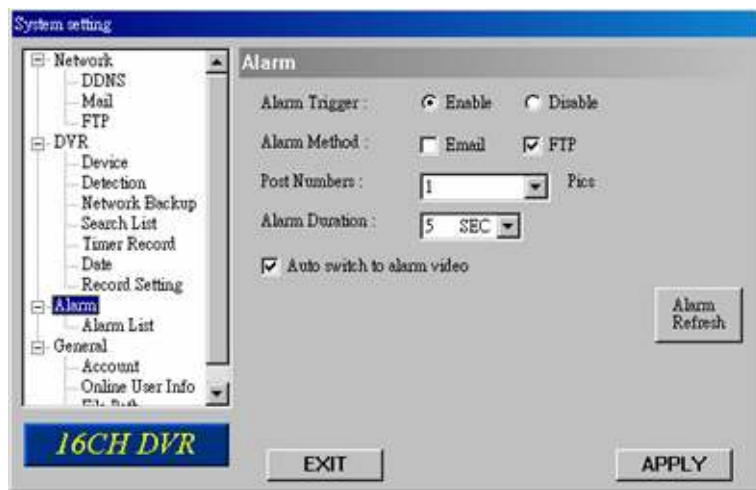 System setting
Network
DDNS
Mail
FTP
DVR
Device
Detection
Network Backup
Search List
Timer Record
Date
Record Setting
Alarm
Alarm List
General
Account
Online User Info
File Path
16CH DVR
Alarm
Alarm Trigger : Enable Disable
Alarm Method : Email FTP
Post Numbers : 1 Pics
Alarm Duration : 5 SEC
Auto switch to alarm video
Alarm
Refresh
EXIT APPLY